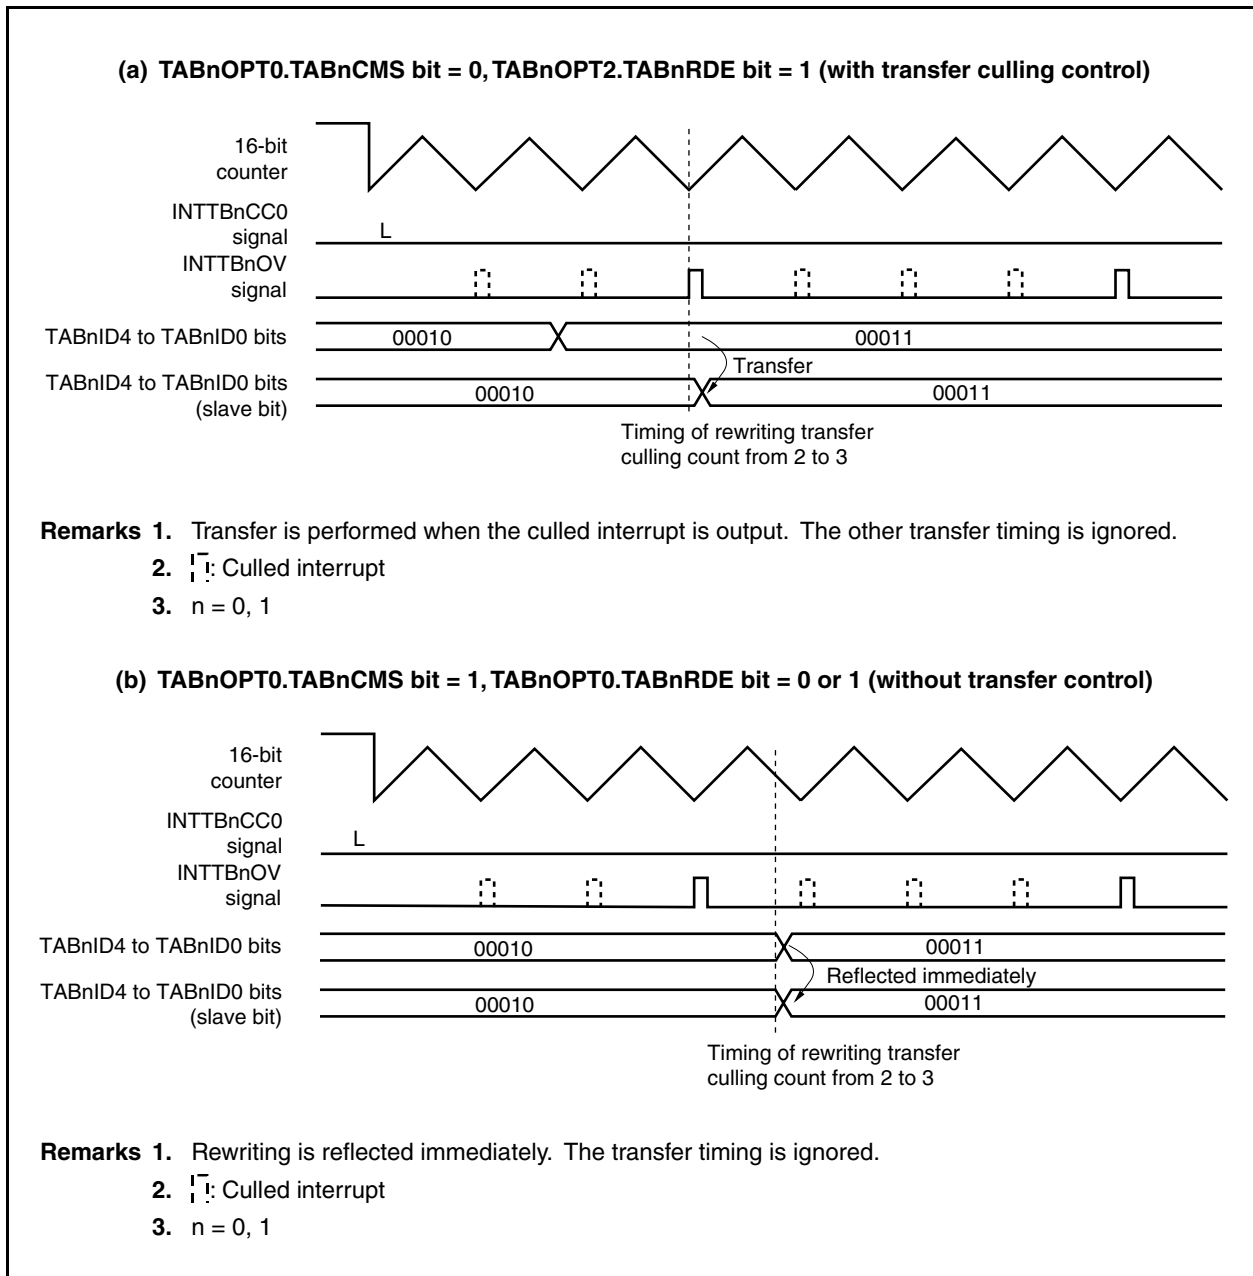 (a) TABnOPT0.TABnCMS bit = 0, TABnOPT2.TABnRDE bit = 1 (with transfer culling control)
16-bit
counter
INTTBnCC0
signal
L
INTTBnOV
signal
TABnID4 to TABnID0 bits
00010
00011
Transfer
TABnID4 to TABnID0 bits
(slave bit)
00010
00011
Timing of rewriting transfer
culling count from 2 to 3
Remarks 1. Transfer is performed when the culled interrupt is output. The other transfer timing is ignored.
2. : Culled interrupt
3. n = 0, 1
(b) TABnOPT0.TABnCMS bit = 1, TABnOPT0.TABnRDE bit = 0 or 1 (without transfer control)
16-bit
counter
INTTBnCC0
signal
L
INTTBnOV
signal
TABnID4 to TABnID0 bits
00010
00011
Reflected immediately
TABnID4 to TABnID0 bits
(slave bit)
00010
00011
Timing of rewriting transfer
culling count from 2 to 3
Remarks 1. Rewriting is reflected immediately. The transfer timing is ignored.
2. : Culled interrupt
3. n = 0, 1